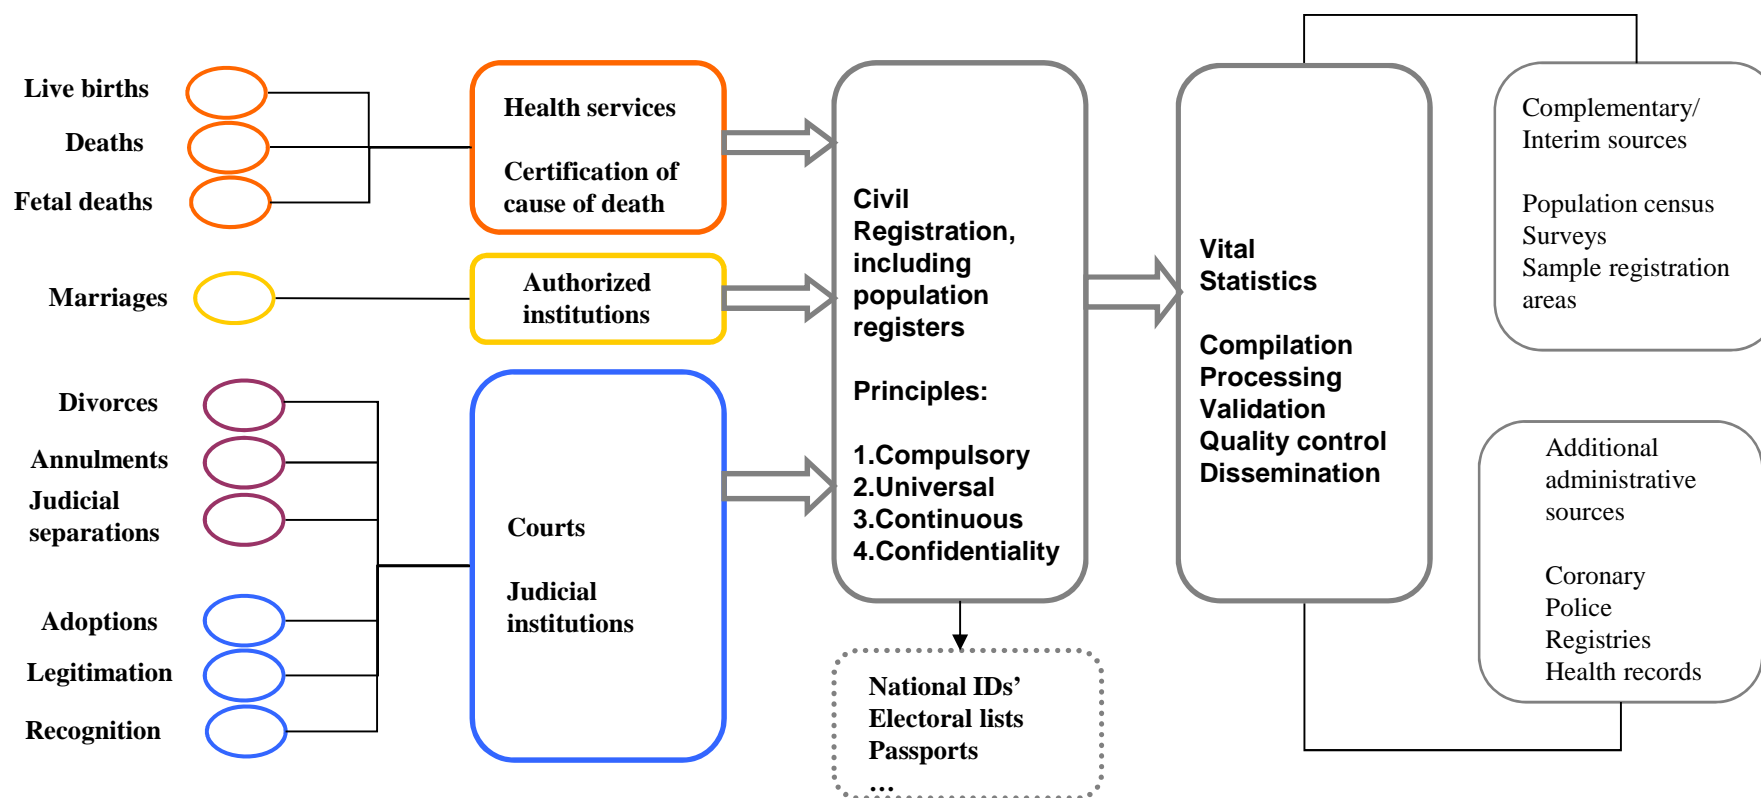 Live births
Deaths
Fetal deaths
Marriages
Divorces
Annulments
Judicial
separations
Adoptions
Legitimation
Recognition
Health services
Certification of
cause of death
Authorized
institutions
Courts
Judicial
institutions
Civil
Registration,
including
population
registers
Principles:
1.Compulsory
2.Universal
3.Continuous
4.Confidentiality
National IDs’
Electoral lists
Passports
…
Vital
Statistics
Compilation
Processing
Validation
Quality control
Dissemination
Complementary/
Interim sources
Population census
Surveys
Sample registration
areas
Additional
administrative
sources
Coronary
Police
Registries
Health records